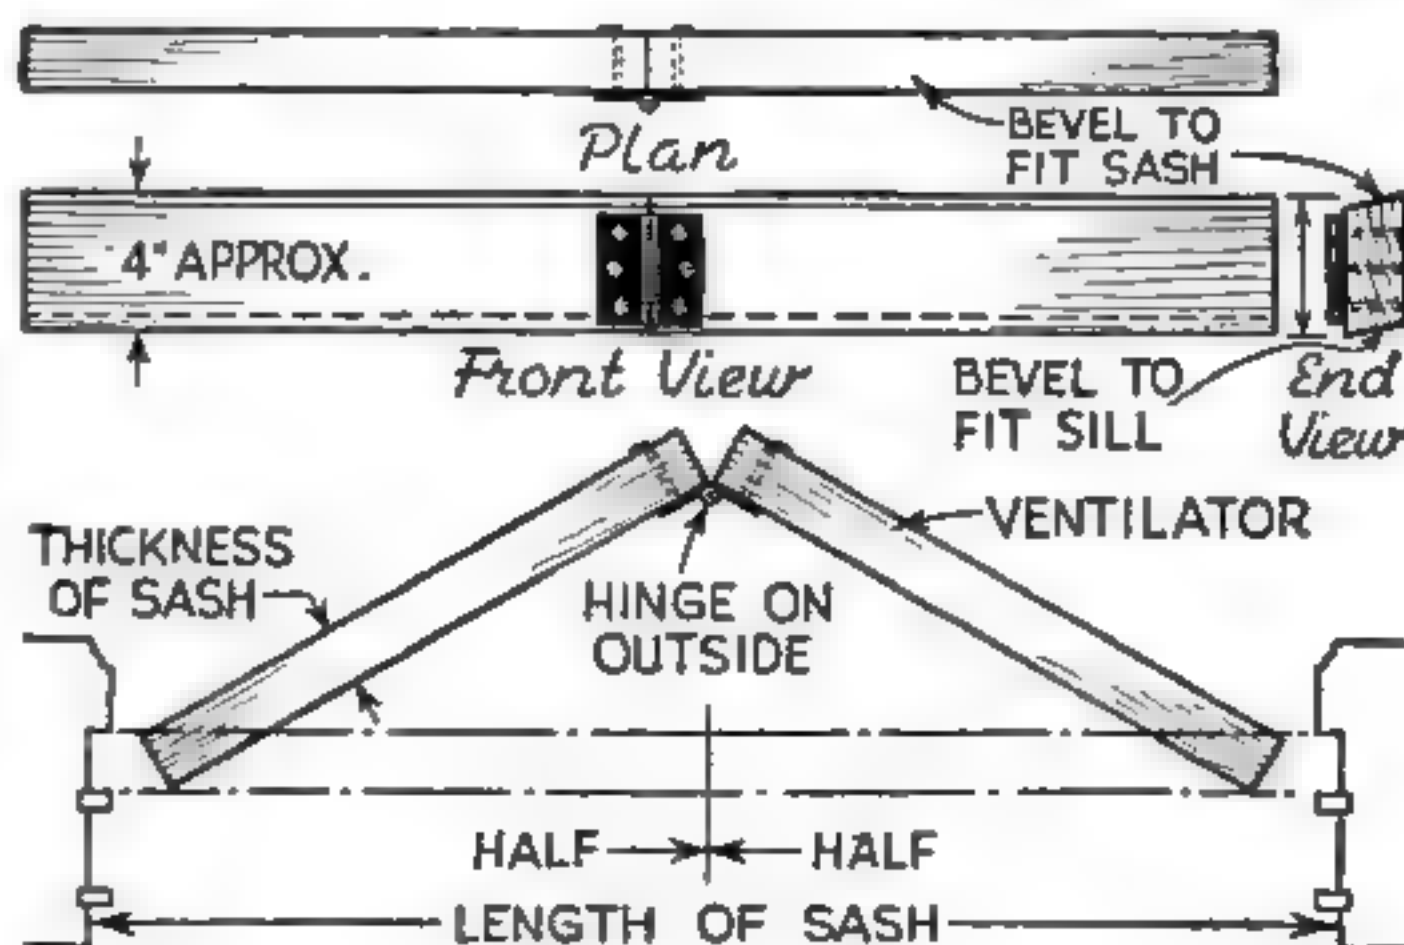 Plan
BEVEL TO
FIT SASH
4" APPROX.
Front View
BEVEL TO
FIT SILL
End
View
VENTILATOR
THICKNESS
OF SASH
HINGE ON
OUTSIDE
HALF HALF
LENGTH OF SASH